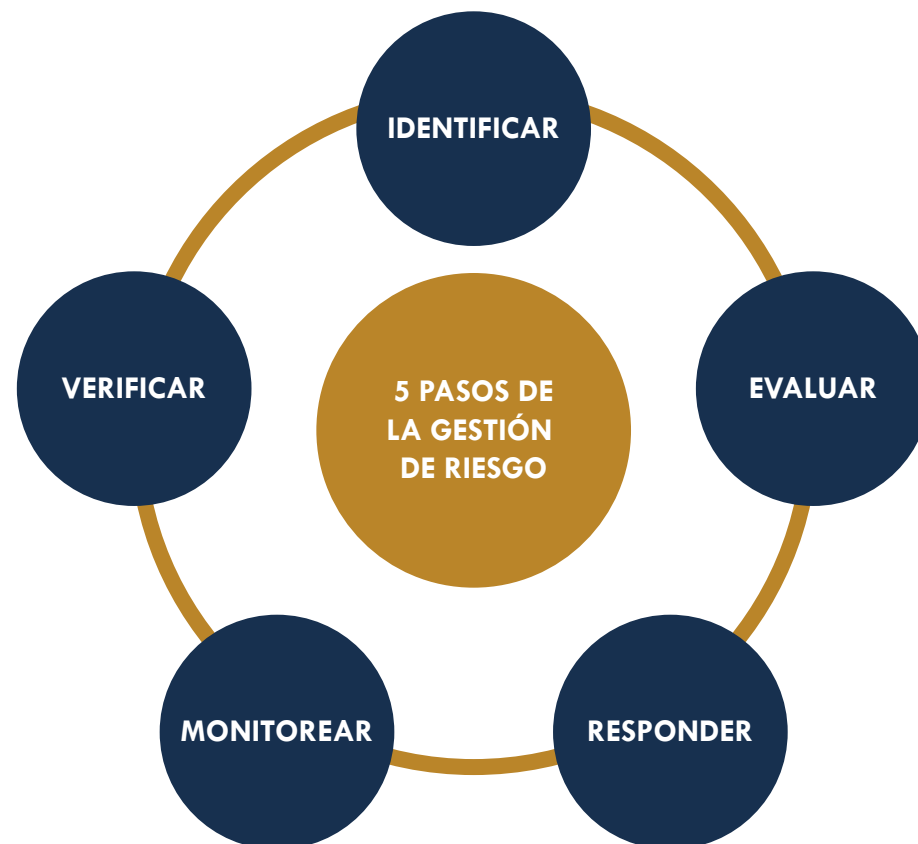 IDENTIFICAR
EVALUAR
RESPONDER
MONITOREAR
VERIFICAR
5 PASOS DE
LA GESTIÓN
DE RIESGO